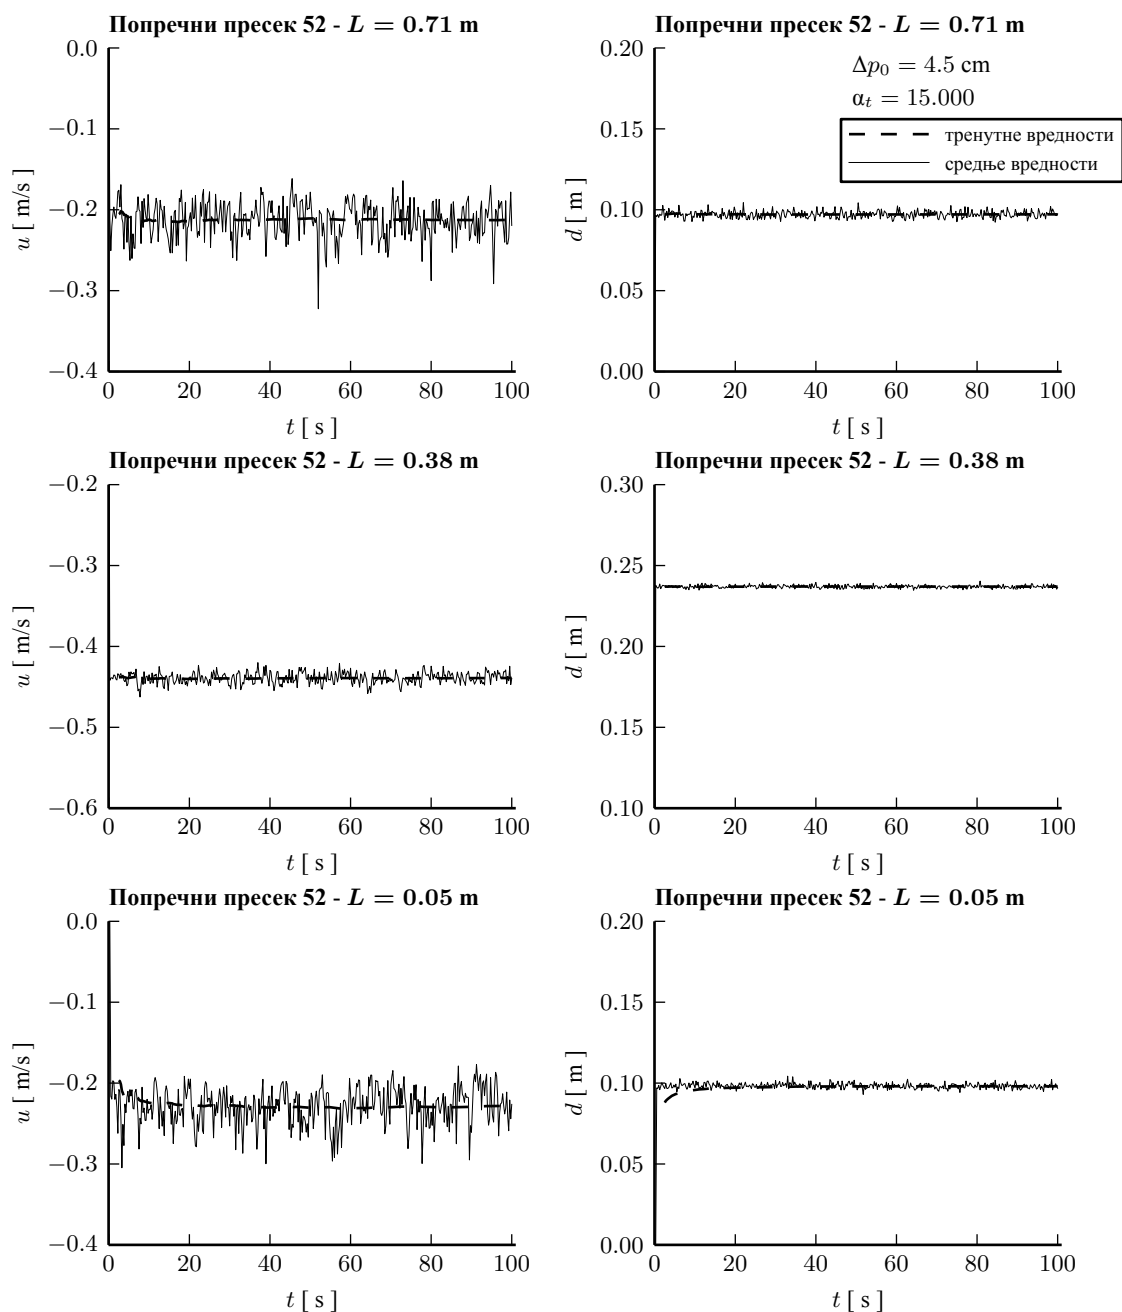 Попречни пресек 52 - L = 0.71 m
0.0
−0.1
−0.2
−0.3
−0.4
u [ m/s ]
0 20 40 60 80 100
t [ s ]
Попречни пресек 52 - L = 0.71 m
Δp₀ = 4.5 cm
αₜ = 15.000
тренутне вредности
средње вредности
0.20
0.15
0.10
0.05
0.00
d [ m ]
0 20 40 60 80 100
t [ s ]
Попречни пресек 52 - L = 0.38 m
−0.2
−0.3
−0.4
−0.5
−0.6
u [ m/s ]
0 20 40 60 80 100
t [ s ]
Попречни пресек 52 - L = 0.38 m
0.30
0.25
0.20
0.15
0.10
d [ m ]
0 20 40 60 80 100
t [ s ]
Попречни пресек 52 - L = 0.05 m
0.0
−0.1
−0.2
−0.3
−0.4
u [ m/s ]
0 20 40 60 80 100
t [ s ]
Попречни пресек 52 - L = 0.05 m
0.20
0.15
0.10
0.05
0.00
d [ m ]
0 20 40 60 80 100
t [ s ]